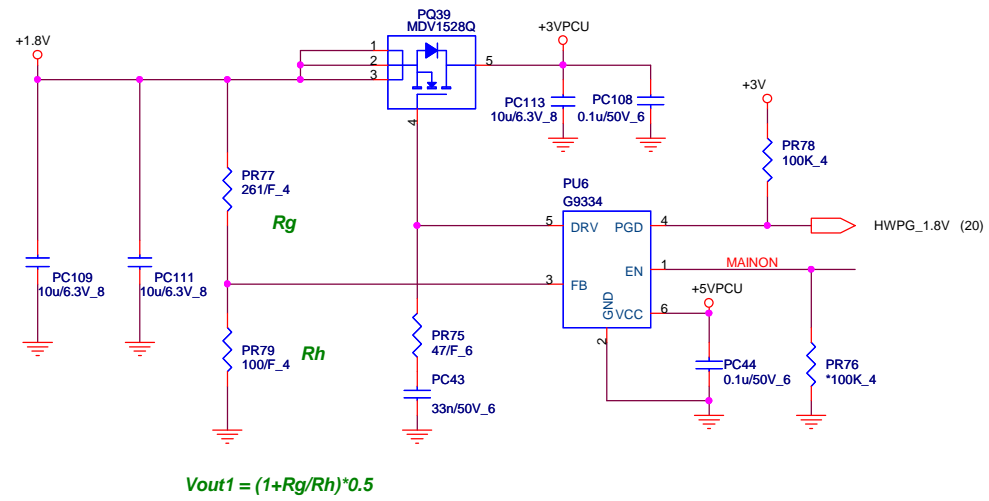 PQ39
MDV1528Q
+1.8V
+3VPCU
1
2
3
5
4
PC113
10u/6.3V_8
PC108
0.1u/50V_6
+3V
PR78
100K_4
PR77
261/F_4
Rg
PU6
G9334
5
DRV
PGD
4
HWPG_1.8V (20)
EN
1
MAINON
3
FB
GND
VCC
6
2
+5VPCU
PC109
10u/6.3V_8
PC111
10u/6.3V_8
PR79
100/F_4
Rh
PR75
47/F_6
PC43
33n/50V_6
PC44
0.1u/50V_6
PR76
*100K_4
Vout1 = (1+Rg/Rh)*0.5